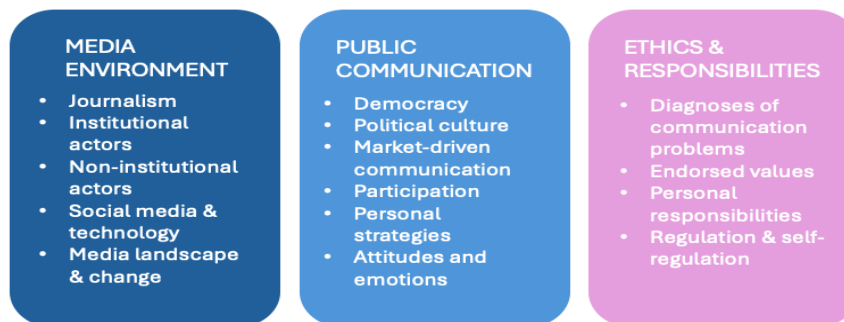 MEDIA
ENVIRONMENT
• Journalism
• Institutional
actors
• Non-institutional
actors
• Social media &
technology
• Media landscape
& change
PUBLIC
COMMUNICATION
• Democracy
• Political culture
• Market-driven
communication
• Participation
• Personal
strategies
• Attitudes and
emotions
ETHICS &
RESPONSIBILITIES
• Diagnoses of
communication
problems
• Endorsed values
• Personal
responsibilities
• Regulation & self-
regulation